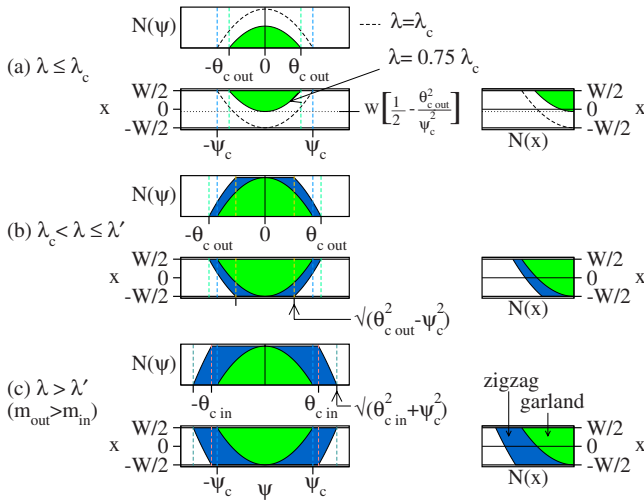 N(ψ)
λ=λc
-θc out 0 θc out
λ= 0.75 λc
(a) λ ≤ λc
x
W/2
0
-W/2
W[1/2 - θ²c out/ψ²c]
W/2
0
-W/2
x
-ψc ψc
N(x)
N(ψ)
(b) λc < λ ≤ λ′
-θc out 0 θc out
x
W/2
0
-W/2
W/2
0
-W/2
x
N(x)
√(θ²c out-ψ²c)
N(ψ)
(c) λ > λ′
(mout>min)
-θc in θc in
√(θ²c in+ψ²c)
zigzag
garland
x
W/2
0
-W/2
W/2
0
-W/2
x
-ψc ψ ψc
N(x)